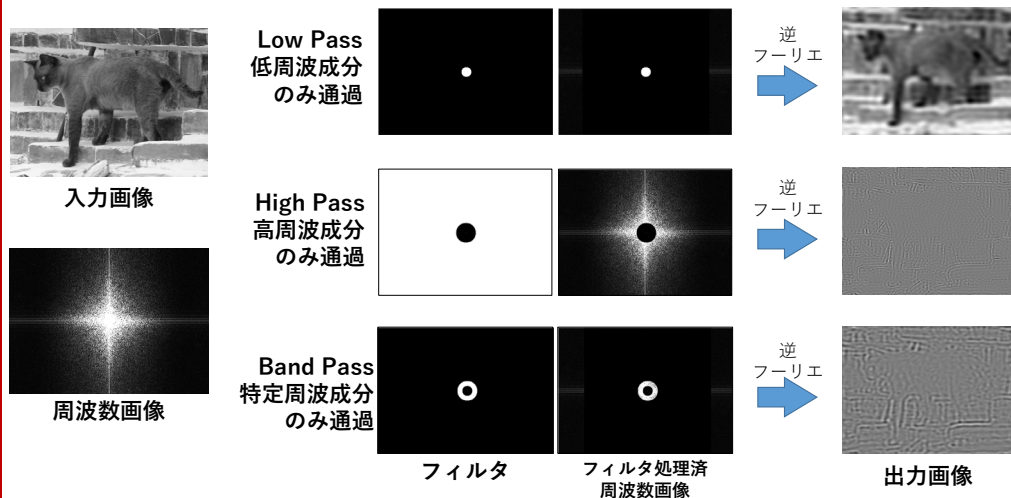 入力画像
周波数画像
Low Pass
低周波成分
のみ通過
逆
フーリエ
High Pass
高周波成分
のみ通過
逆
フーリエ
Band Pass
特定周波成分
のみ通過
逆
フーリエ
フィルタ
フィルタ処理済
周波数画像
出力画像